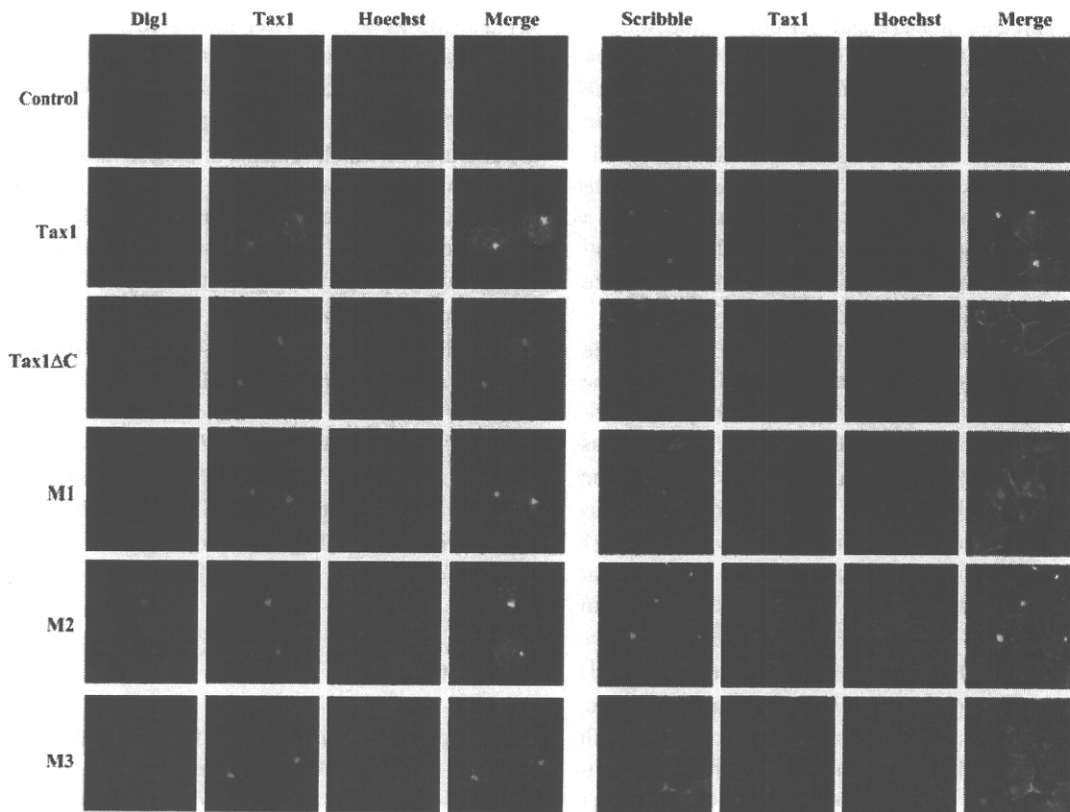 Dlg1 Tax1 Hoechst Merge Scribble Tax1 Hoechst Merge
Control
Tax1
Tax1ΔC
M1
M2
M3